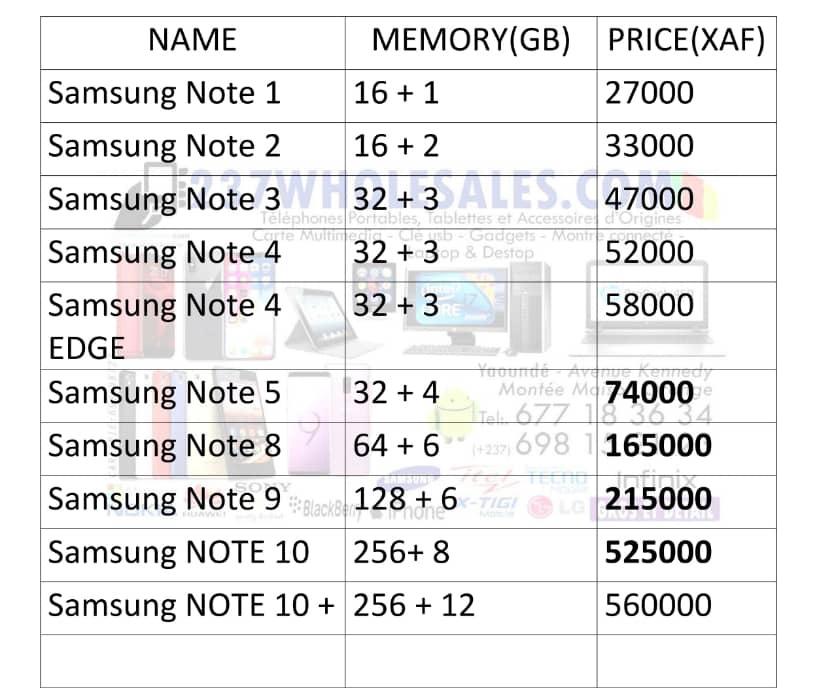 NAME MEMORY(GB) PRICE(XAF)
Samsung Note 1 16 + 1 27000
Samsung Note 2 16 + 2 33000
237WHOLESALES.COM
Samsung Note 3 32 + 3 47000
Téléphones Portables, Tablettes et Accessoires d'Origines
Carte Multimedia - Clé usb - Gadgets - Montre connecté -
Samsung Note 4 32 + 3 52000
& Destop
Samsung Note 4 32 + 3 58000
EDGE
Yaoundé - Avenue Kennedy
Samsung Note 5 32 + 4 74000
Montée
Tel: 677 18 36 34
Samsung Note 8 64 + 6 165000
(+237) 698
SAMSUNG itel TECNO Infinix
Samsung Note 9 128 + 6 215000
SONY
BlackBerry iPhone X-TIGI LG
Samsung NOTE 10 256+ 8 525000
Samsung NOTE 10 + 256 + 12 560000